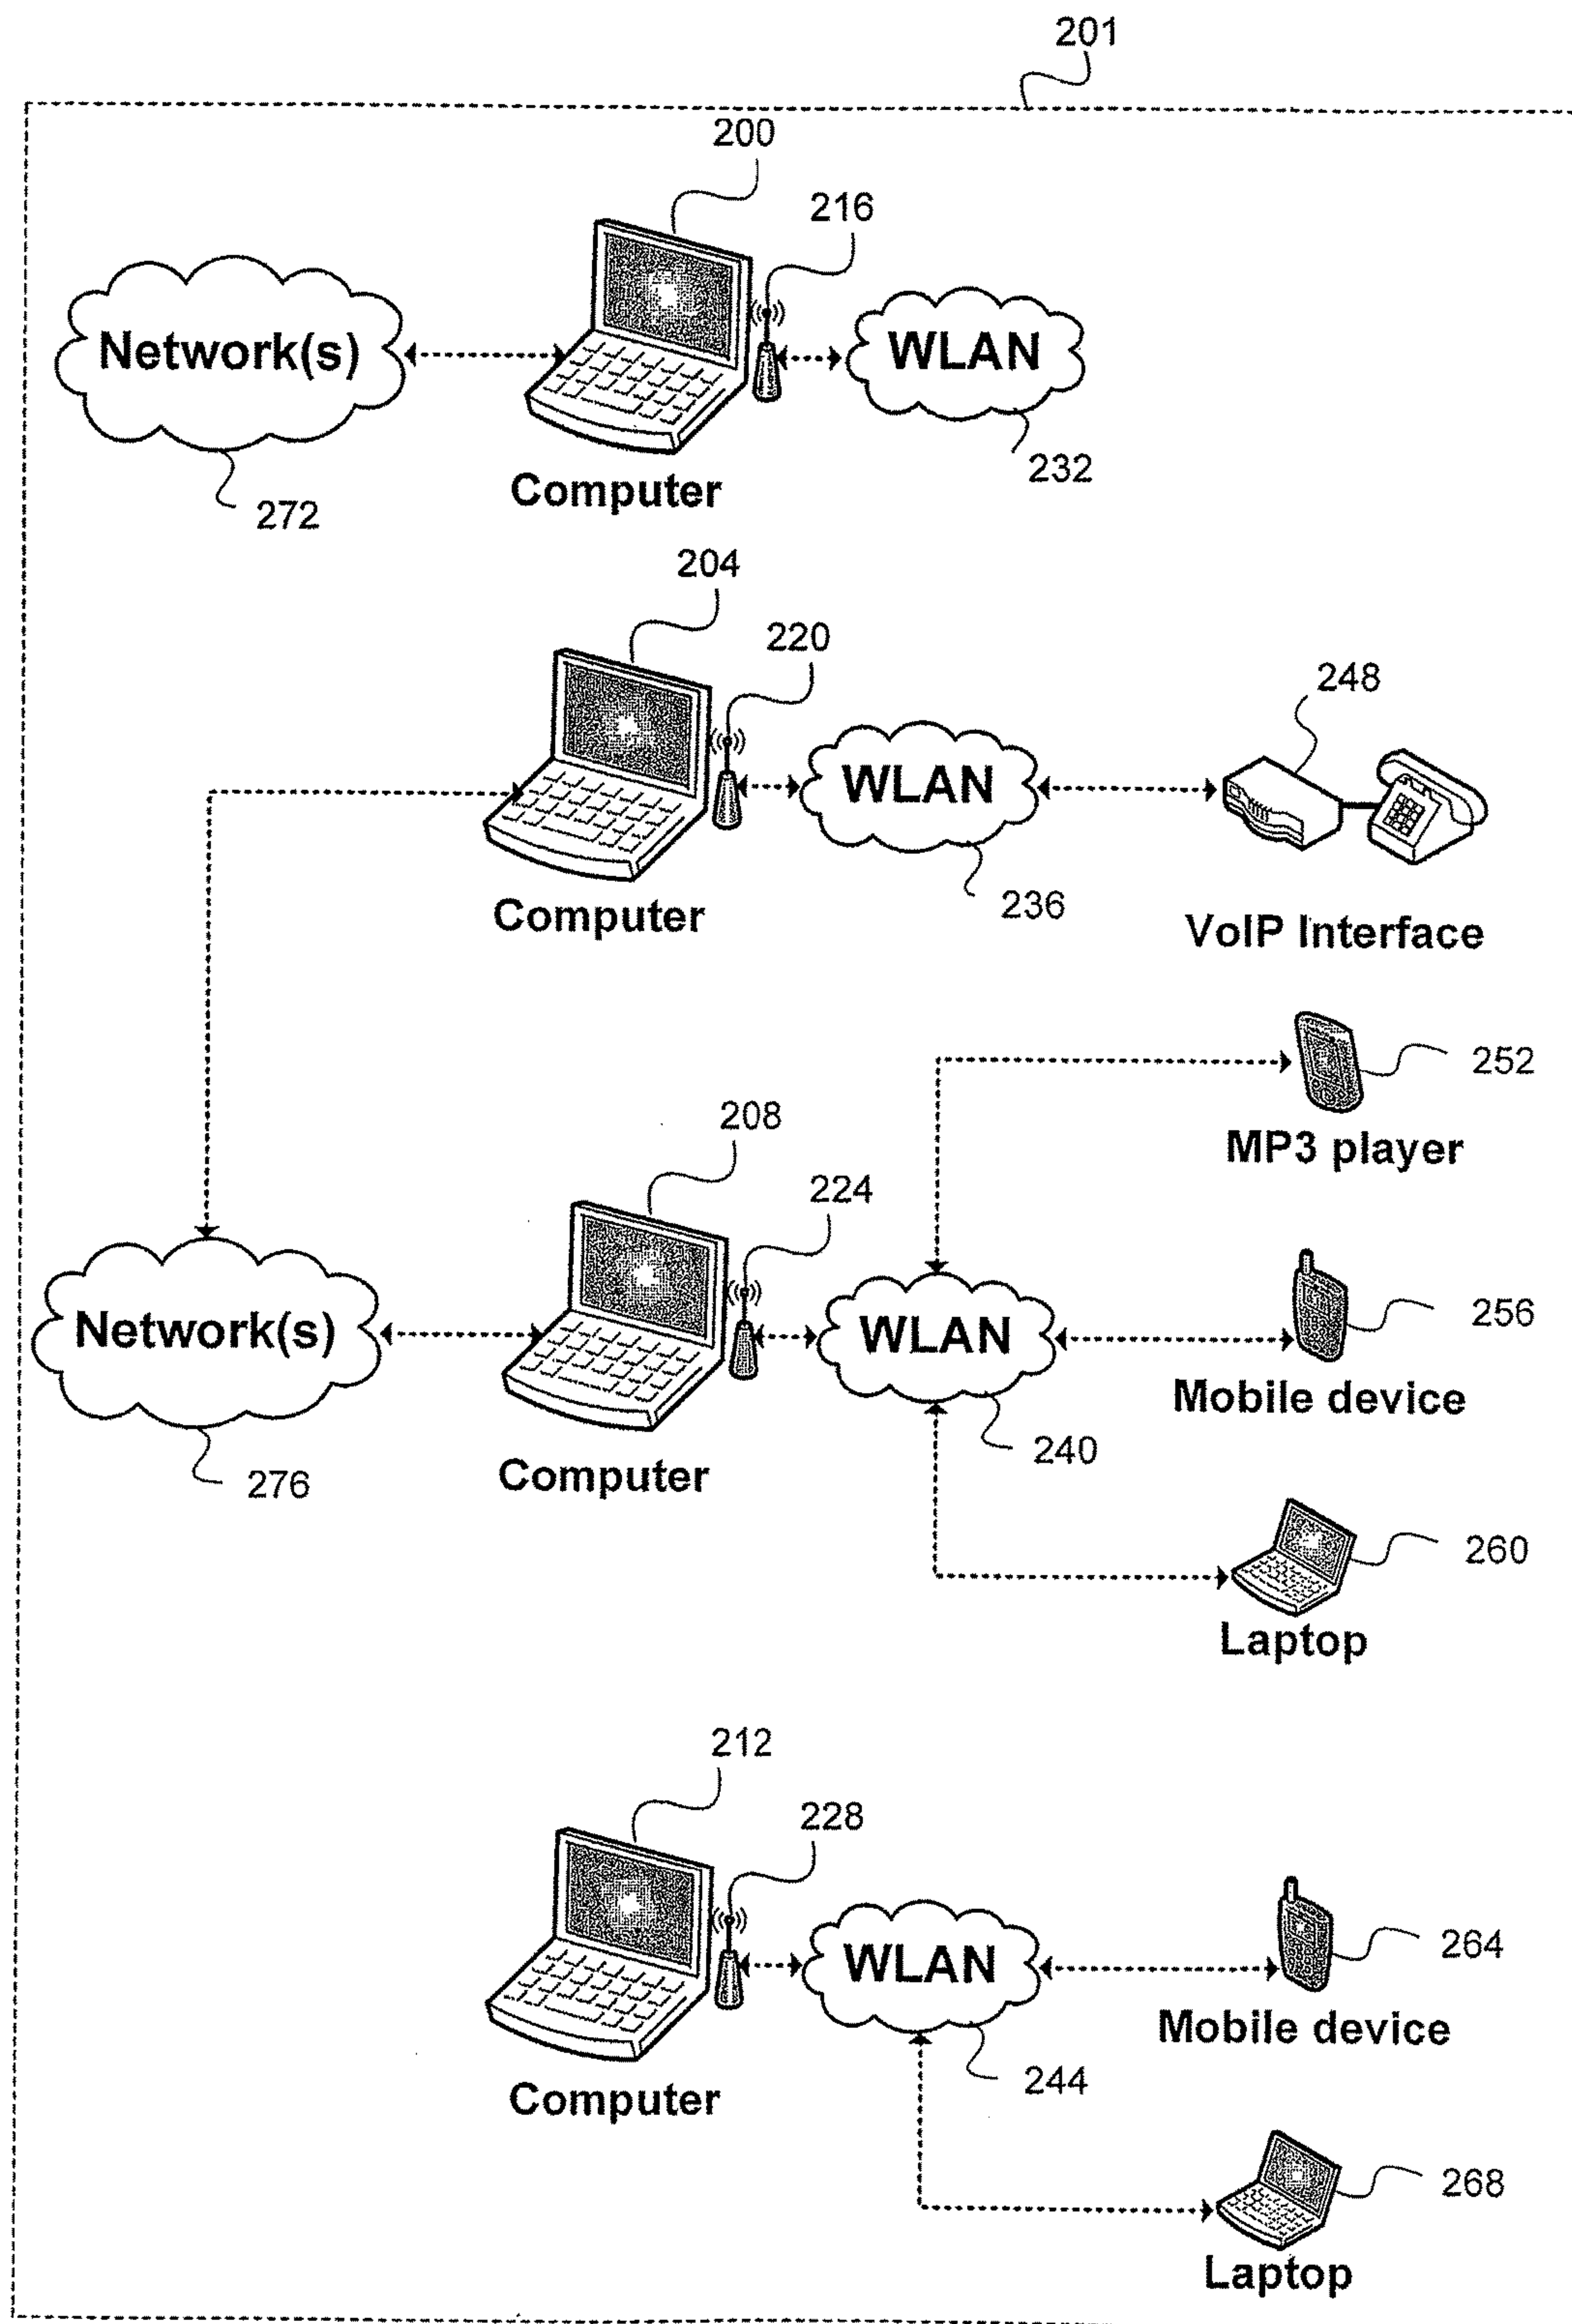 201
200
216
Network(s)
WLAN
232
272
Computer
204
220
248
WLAN
236
Computer
VoIP Interface
252
MP3 player
208
224
256
Network(s)
WLAN
Mobile device
240
276
Computer
260
Laptop
212
228
264
WLAN
Mobile device
244
Computer
268
Laptop